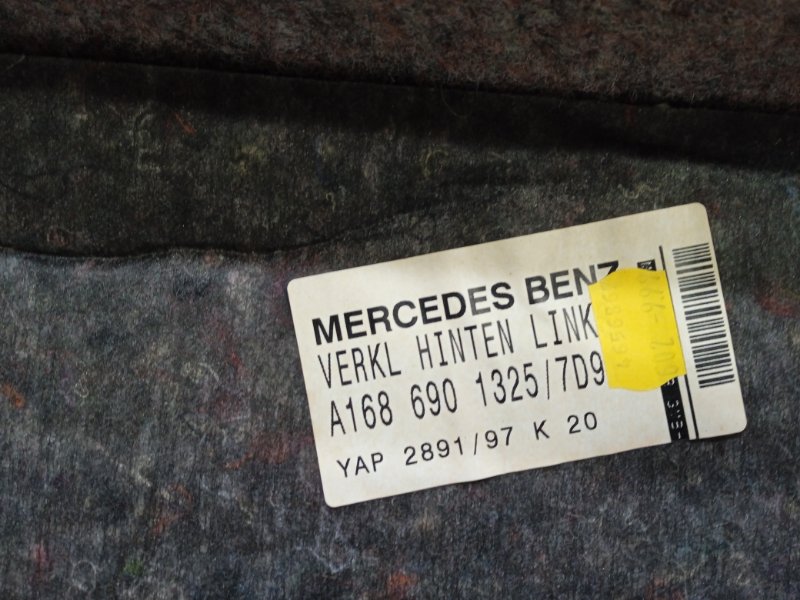 MERCEDES BENZ
VERKL HINTEN LINK
A168 690 1325/7D9
YAP 2891/97 K 20